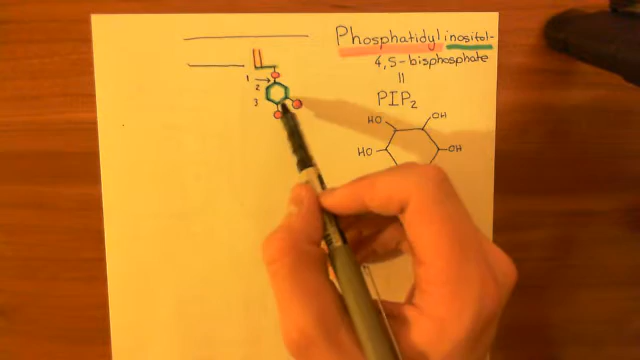 Phosphatidylinositol-
4,5-bisphosphate
=
PIP2
HO OH
HO OH
1
2
3